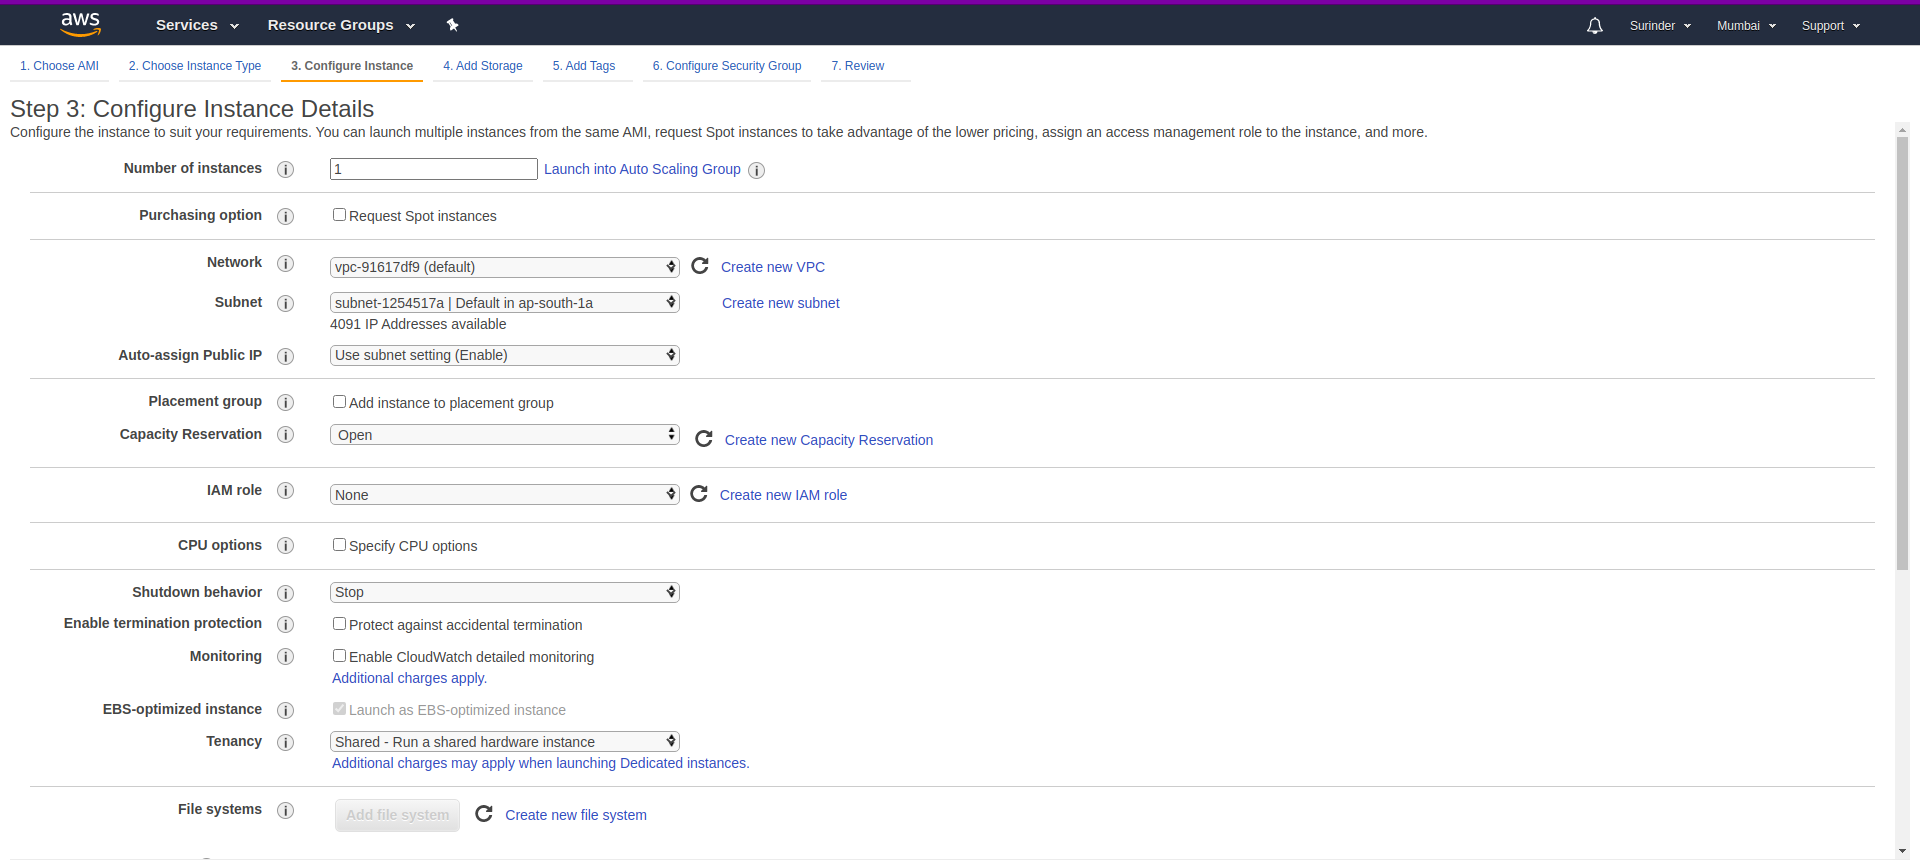 aws Services Resource Groups Surinder Mumbai Support
1. Choose AMI 2. Choose Instance Type 3. Configure Instance 4. Add Storage 5. Add Tags 6. Configure Security Group 7. Review
Step 3: Configure Instance Details
Configure the instance to suit your requirements. You can launch multiple instances from the same AMI, request Spot instances to take advantage of the lower pricing, assign an access management role to the instance, and more.
Number of instances i 1 Launch into Auto Scaling Group i
Purchasing option i Request Spot instances
Network i vpc-91617df9 (default) Create new VPC
Subnet i subnet-1254517a | Default in ap-south-1a Create new subnet
4091 IP Addresses available
Auto-assign Public IP i Use subnet setting (Enable)
Placement group i Add instance to placement group
Capacity Reservation i Open Create new Capacity Reservation
IAM role i None Create new IAM role
CPU options i Specify CPU options
Shutdown behavior i Stop
Enable termination protection i Protect against accidental termination
Monitoring i Enable CloudWatch detailed monitoring
Additional charges apply.
EBS-optimized instance i Launch as EBS-optimized instance
Tenancy i Shared - Run a shared hardware instance
Additional charges may apply when launching Dedicated instances.
File systems i Add file system Create new file system